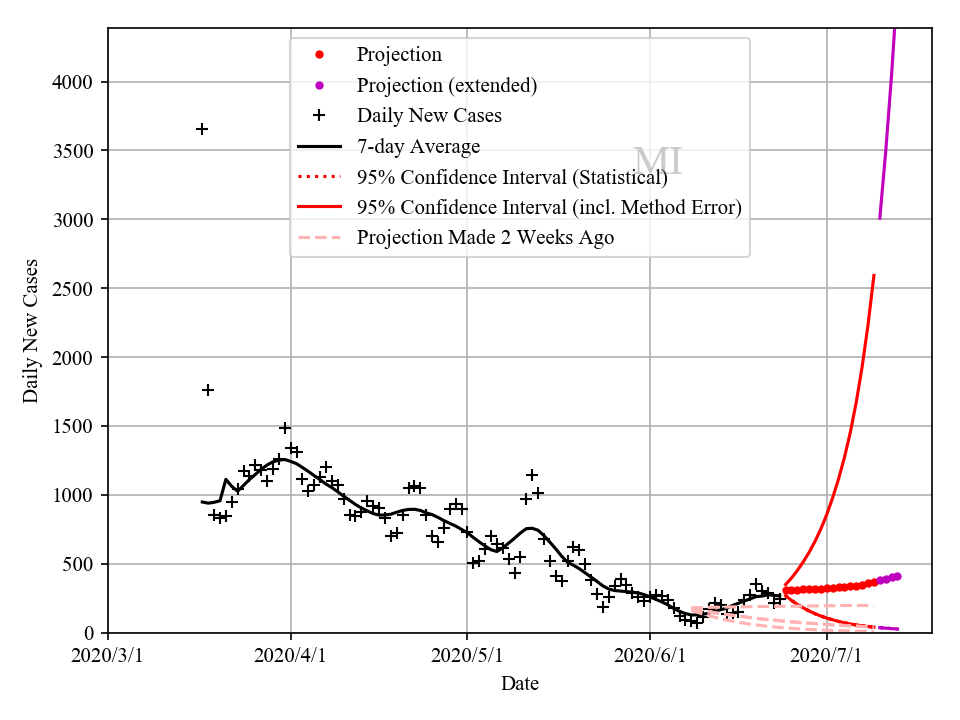 Projection
Projection (extended)
Daily New Cases
7-day Average
95% Confidence Interval (Statistical)
95% Confidence Interval (incl. Method Error)
Projection Made 2 Weeks Ago
MI
4000
3500
3000
2500
2000
1500
1000
500
0
Daily New Cases
2020/3/1
2020/4/1
2020/5/1
2020/6/1
2020/7/1
Date